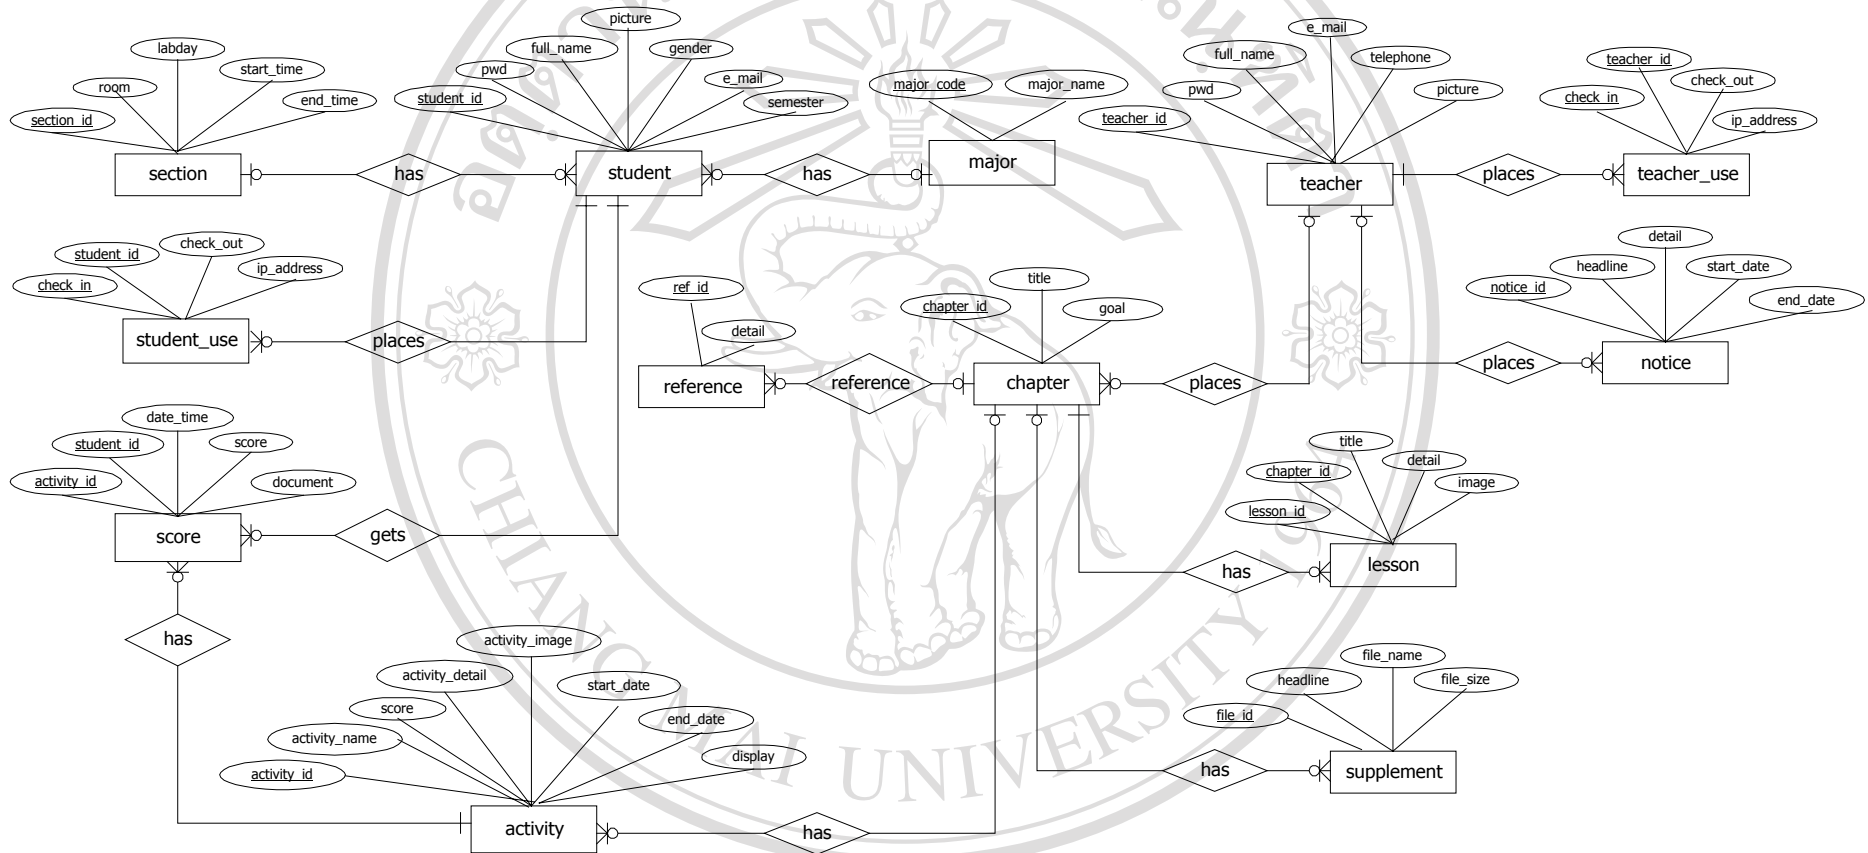 picture
labday
full_name
gender
start_time
pwd
e_mail
room
student_id
semester
end_time
section_id
section
has
student
has
major_code
major_name
major
e_mail
full_name
telephone
pwd
picture
teacher_id
teacher
places
teacher_id
check_out
check_in
ip_address
teacher_use
check_out
student_id
ip_address
check_in
student_use
places
ref_id
detail
reference
reference
title
chapter_id
goal
chapter
places
detail
headline
start_date
notice_id
end_date
places
notice
date_time
student_id
score
activity_id
document
score
gets
title
chapter_id
detail
image
lesson_id
has
lesson
has
activity_image
activity_detail
start_date
score
end_date
activity_name
display
activity_id
activity
has
file_name
headline
file_size
file_id
has
supplement
CHIANG MAI UNIVERSITY 1964